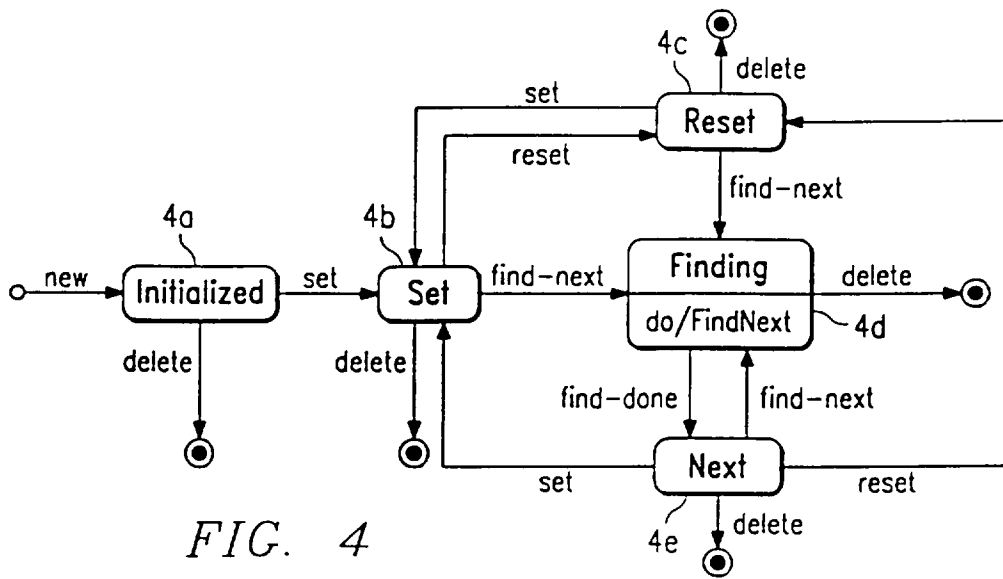 4c
delete
set
Reset
reset
find-next
4a
4b
new
Initialized
set
Set
find-next
Finding
delete
do/FindNext
4d
delete
delete
find-done
find-next
Next
set
reset
4e
delete
FIG. 4